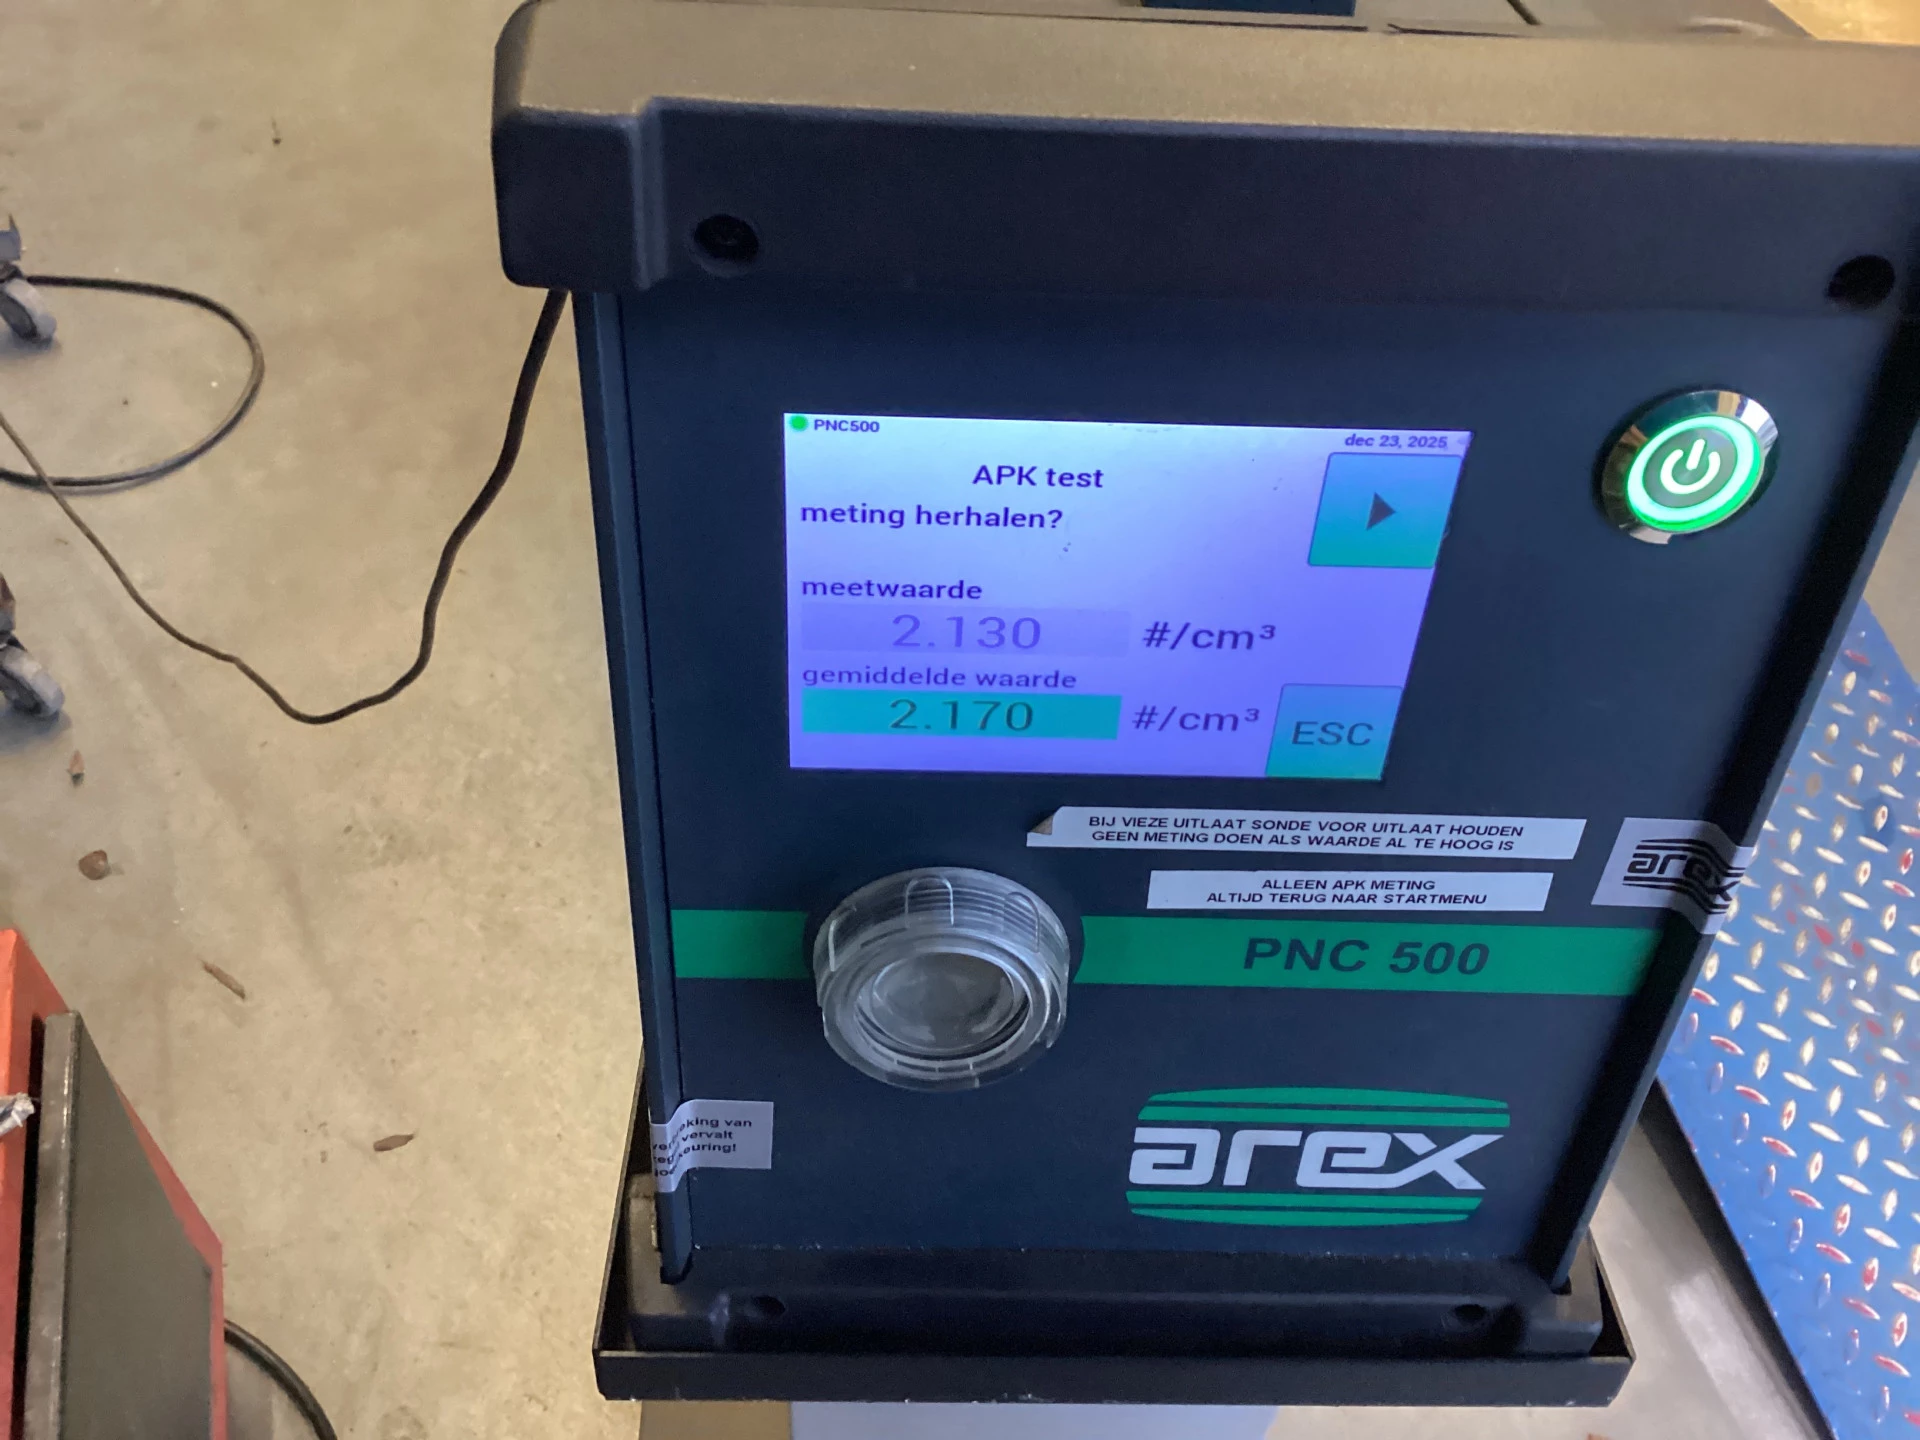 PNC500
dec 23, 2025
APK test
meting herhalen?
meetwaarde
2.130 #/cm³
gemiddelde waarde
2.170 #/cm³
ESC
BIJ VIEZE UITLAAT SONDE VOOR UITLAAT HOUDEN
GEEN METING DOEN ALS WAARDE AL TE HOOG IS
ALLEEN APK METING
ALTIJD TERUG NAAR STARTMENU
arex
PNC 500
van
vervalt
arex